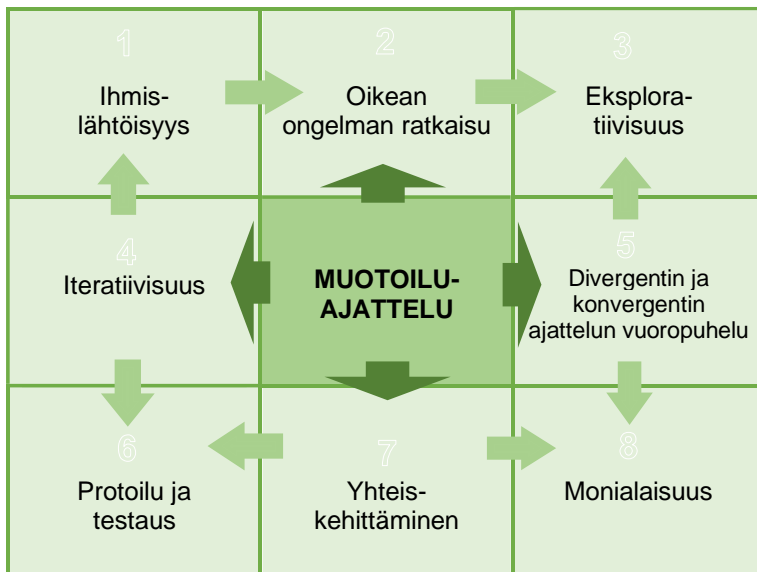 1
Ihmis-
lähtöisyys
2
Oikean
ongelman ratkaisu
3
Eksplora-
tiivisuus
4
Iteratiivisuus
MUOTOILU-
AJATTELU
5
Divergentin ja
konvergentin
ajattelun vuoropuhelu
6
Protoilu ja
testaus
7
Yhteis-
kehittäminen
8
Monialaisuus